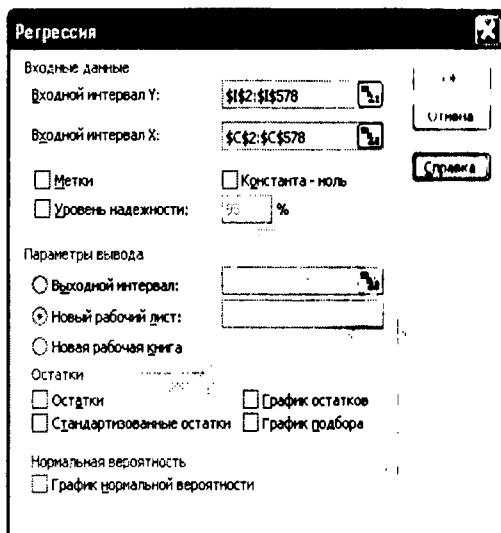 Регрессия
Входные данные
Входной интервал Y: $I$2:$I$578
Входной интервал X: $C$2:$C$578
Отмена
Справка
Метки
Константа - ноль
Уровень надежности: 95 %
Параметры вывода
Выходной интервал:
Новый рабочий лист:
Новая рабочая книга
Остатки
Остатки
График остатков
Стандартизованные остатки
График подбора
Нормальная вероятность
График нормальной вероятности